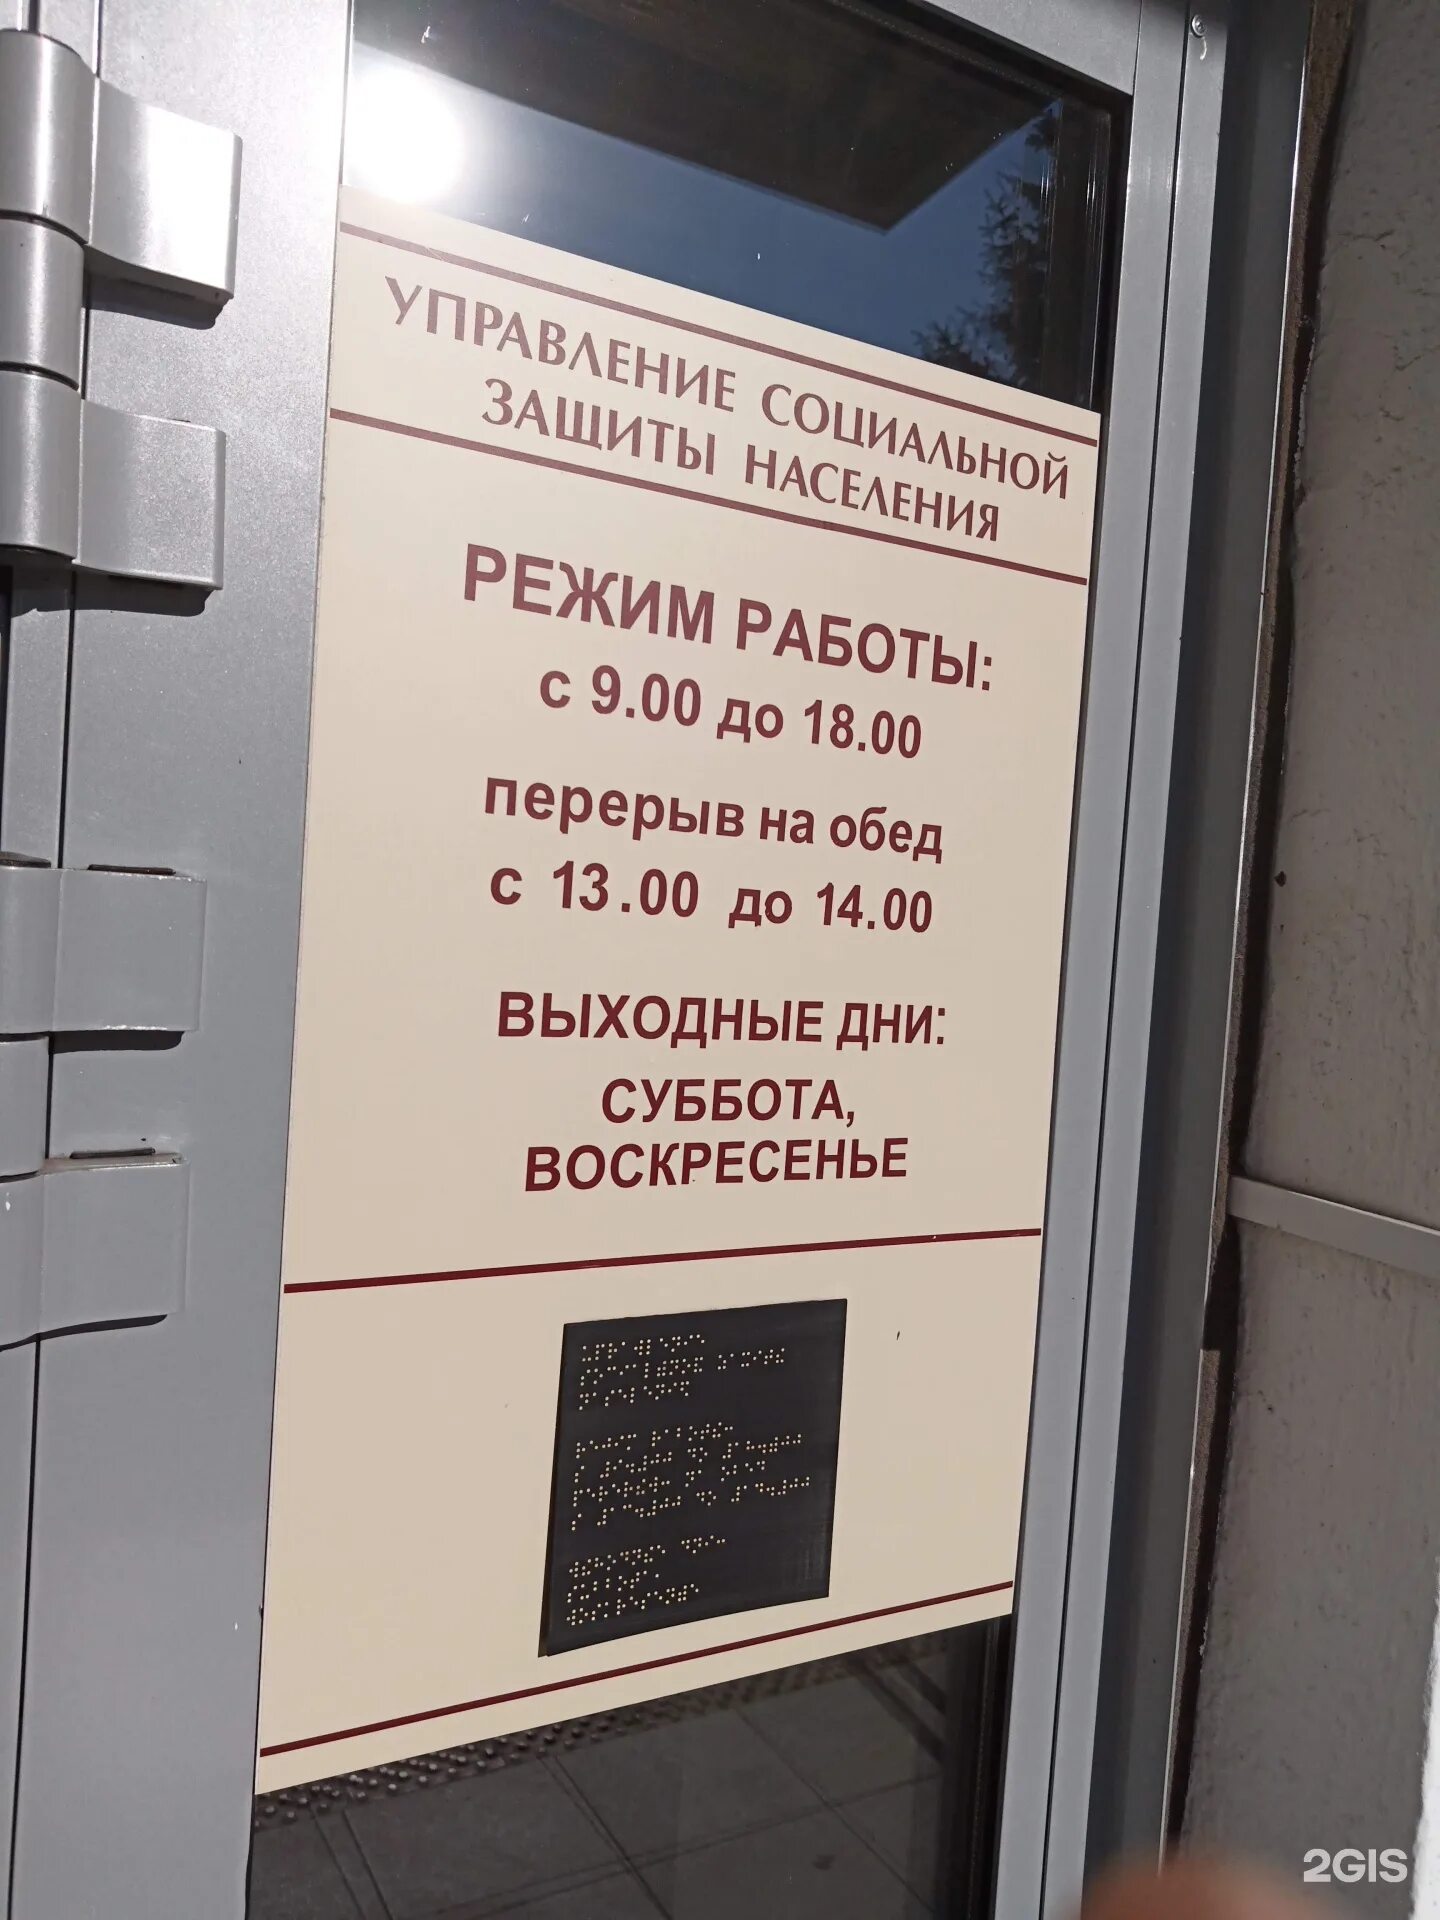 УПРАВЛЕНИЕ СОЦИАЛЬНОЙ
ЗАЩИТЫ НАСЕЛЕНИЯ
РЕЖИМ РАБОТЫ:
с 9.00 до 18.00
перерыв на обед
с 13.00 до 14.00
ВЫХОДНЫЕ ДНИ:
СУББОТА,
ВОСКРЕСЕНЬЕ
2GIS